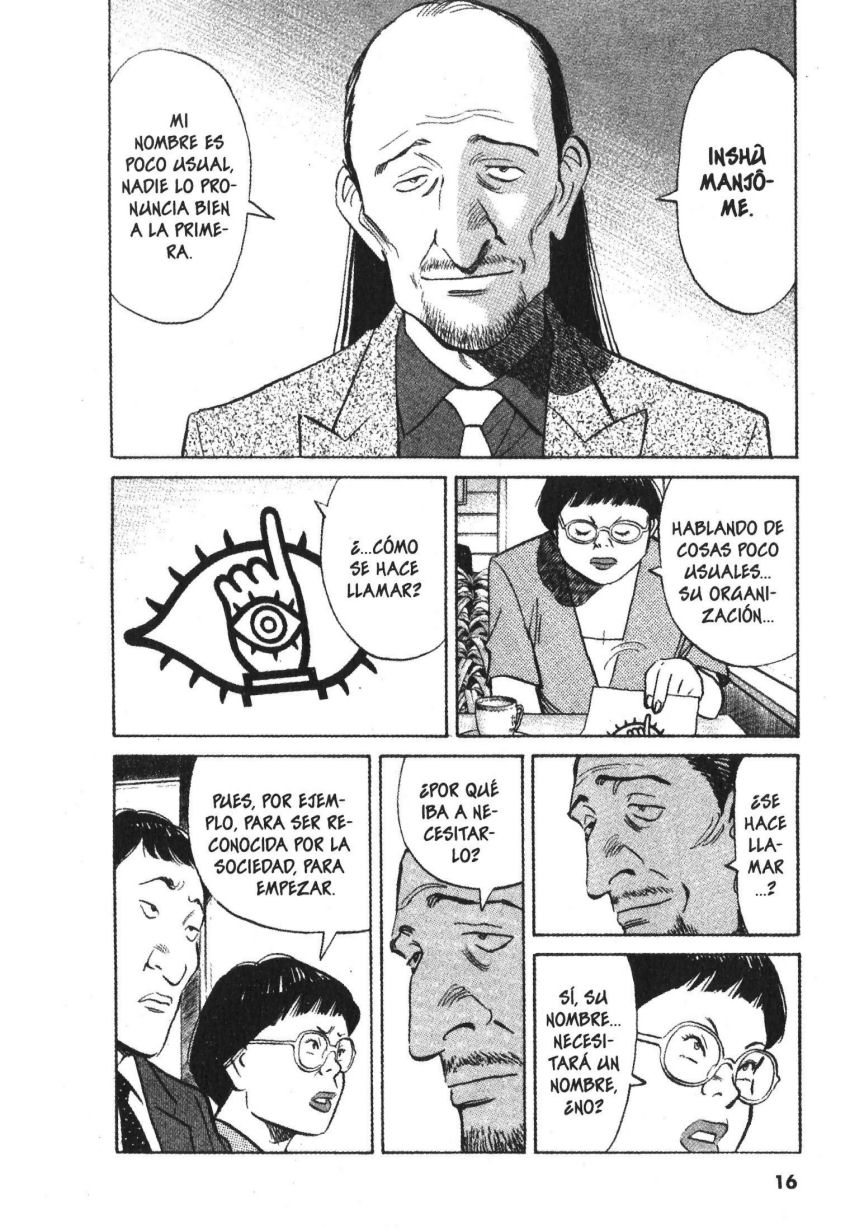 INSHÛ
MANJÔ-
ME.
MI
NOMBRE ES
POCO USUAL,
NADIE LO PRO-
NUNCIA BIEN
A LA PRIME-
RA.
HABLANDO DE
COSAS POCO
USUALES...
SU ORGANI-
ZACIÓN...
¿...CÓMO
SE HACE
LLAMAR?
¿SE
HACE
LLA-
MAR
...?
SÍ, SU
NOMBRE...
NECESI-
TARÁ UN
NOMBRE,
¿NO?
¿POR QUÉ
IBA A NE-
CESITAR-
LO?
PUES, POR EJEM-
PLO, PARA SER RE-
CONOCIDA POR LA
SOCIEDAD, PARA
EMPEZAR.
16